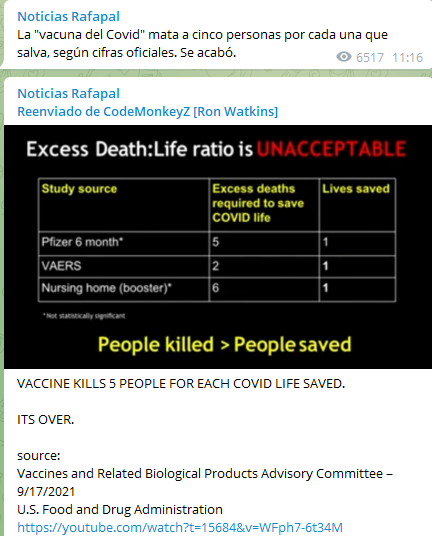 Noticias Rafapal
La "vacuna del Covid" mata a cinco personas por cada una que
salva, según cifras oficiales. Se acabó.
6517 11:16
Noticias Rafapal
Reenviado de CodeMonkeyZ [Ron Watkins]
Excess Death:Life ratio is UNACCEPTABLE
Study source
Excess deaths
required to save
COVID life
Lives saved
Pfizer 6 month* 5 1
VAERS 2 1
Nursing home (booster)* 6 1
*Not statistically significant
People killed > People saved
VACCINE KILLS 5 PEOPLE FOR EACH COVID LIFE SAVED.
ITS OVER.
source:
Vaccines and Related Biological Products Advisory Committee –
9/17/2021
U.S. Food and Drug Administration
https://youtube.com/watch?t=15684&v=WFph7-6t34M